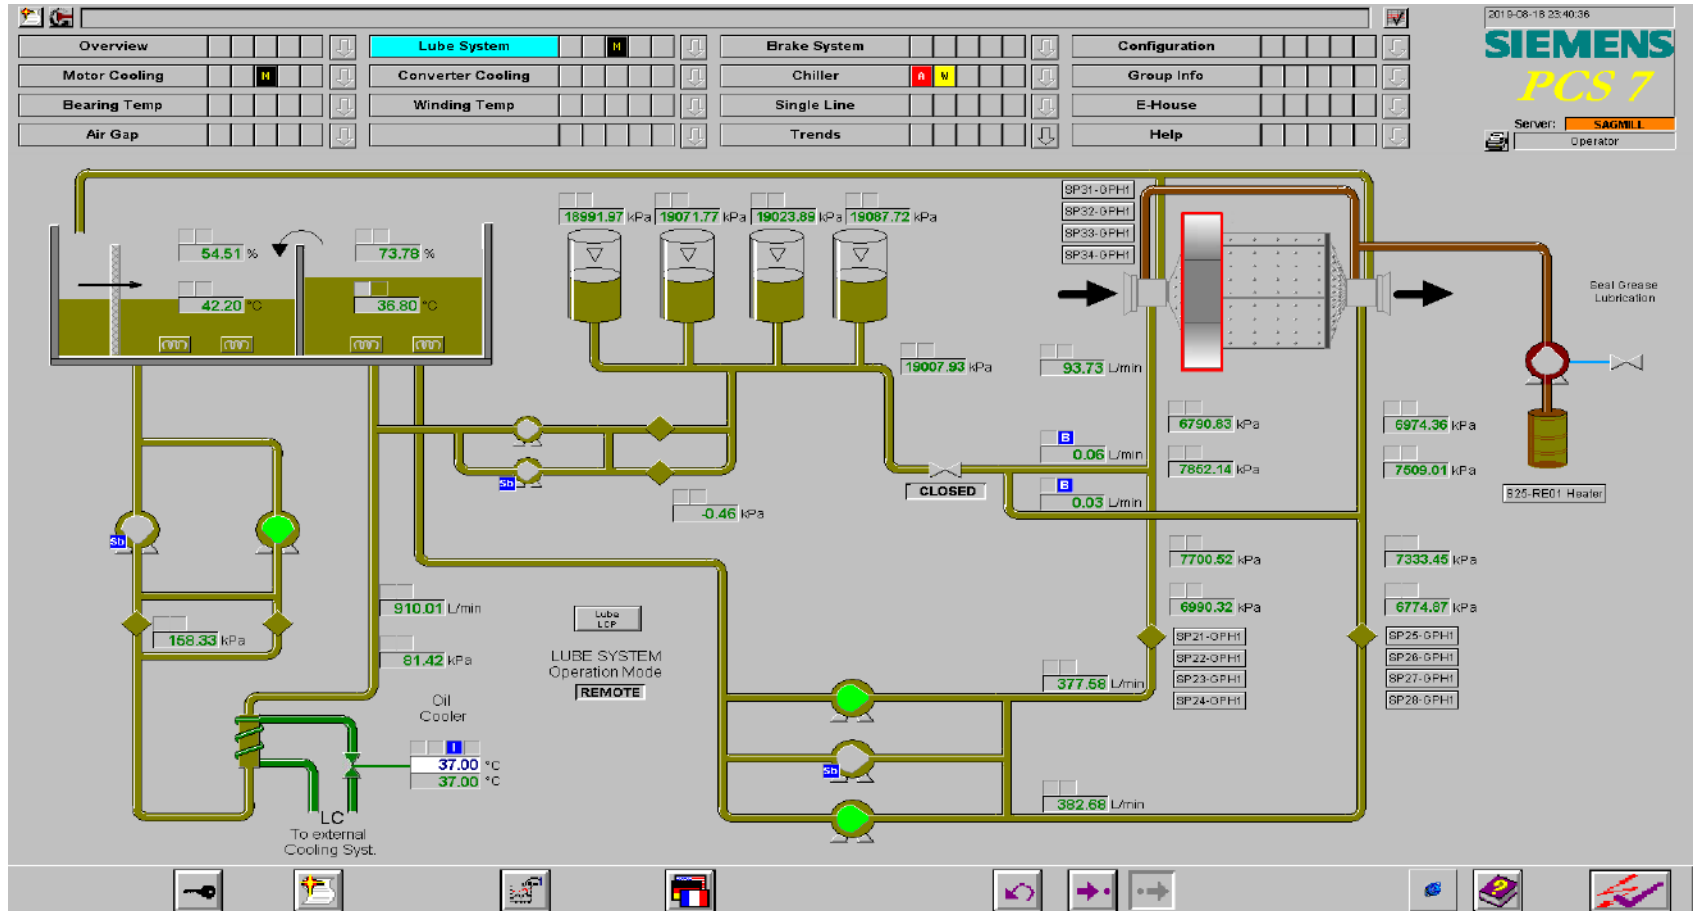 2019-08-18 23:40:36
SIEMENS
PCS 7
Server: SAGMILL
Operator
Overview
Lube System M
Brake System
Configuration
Motor Cooling M
Converter Cooling
Chiller A W
Group Info
Bearing Temp
Winding Temp
Single Line
E-House
Air Gap
Trends
Help
54.51 %
73.78 %
42.20 °C
36.80 °C
18991.97 kPa
19071.77 kPa
19023.89 kPa
19087.72 kPa
SP31-GPH1
SP32-GPH1
SP33-GPH1
SP34-GPH1
Seal Grease
Lubrication
19007.93 kPa
93.73 L/min
6790.83 kPa
6974.36 kPa
B
0.06 L/min
7852.14 kPa
7509.01 kPa
CLOSED
B
0.03 L/min
S25-RE01 Heater
Sb
-0.46 kPa
Sb
7700.52 kPa
7333.45 kPa
910.01 L/min
6990.32 kPa
6774.87 kPa
158.33 kPa
81.42 kPa
Lube
LCP
LUBE SYSTEM
Operation Mode
REMOTE
SP21-GPH1
SP22-GPH1
SP23-GPH1
SP24-GPH1
SP25-GPH1
SP26-GPH1
SP27-GPH1
SP28-GPH1
377.58 L/min
Oil
Cooler
I
37.00 °C
37.00 °C
Sb
382.68 L/min
LC
To external
Cooling Syst.